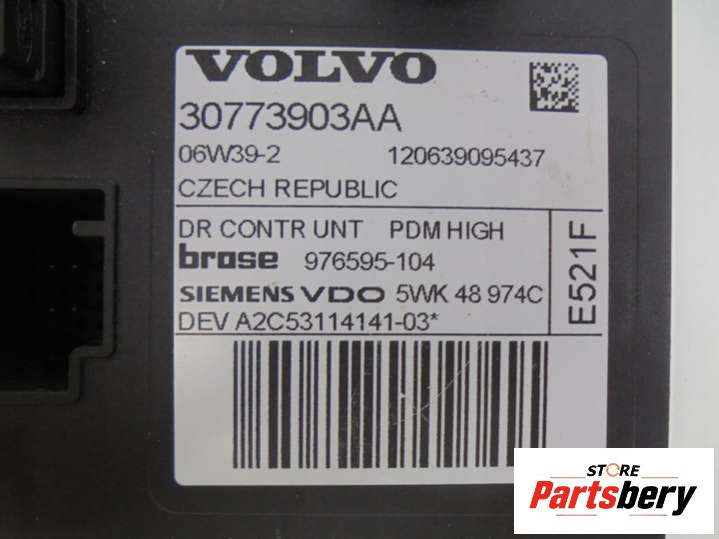 VOLVO
30773903AA
06W39-2 120639095437
CZECH REPUBLIC
DR CONTR UNT PDM HIGH
brose 976595-104
SIEMENS VDO 5WK 48 974C
DEV A2C53114141-03*
E521F
STORE
Partsbery